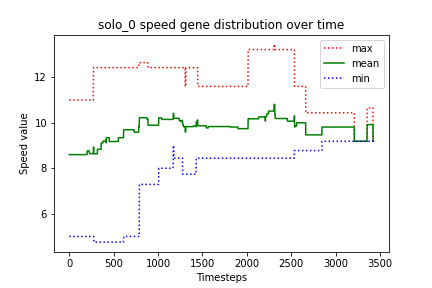 solo_0 speed gene distribution over time
max
mean
min
12
10
8
6
Speed value
0
500
1000
1500
2000
2500
3000
3500
Timesteps